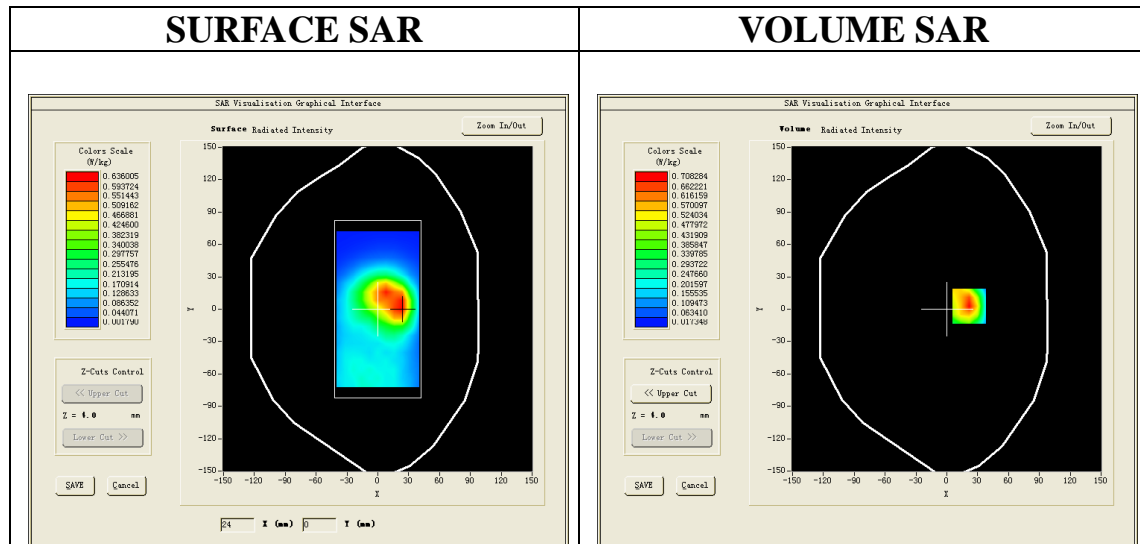 SURFACE SAR
VOLUME SAR
SAR Visualisation Graphical Interface
Surface Radiated Intensity
Zoom In/Out
Colors Scale
(W/kg)
0.636005
0.593724
0.551443
0.509162
0.466881
0.424600
0.382319
0.340038
0.297757
0.255476
0.213195
0.170914
0.128633
0.086352
0.044071
0.001790
Z-Cuts Control
<< Upper Cut
Z = 4.0 mm
Lower Cut >>
SAVE Cancel
150
120
90
60
30
0
-30
-60
-90
-120
-150
Y
-150 -120 -90 -60 -30 0 30 60 90 120 150
X
24 X (mm) 0 Y (mm)
SAR Visualisation Graphical Interface
Volume Radiated Intensity
Zoom In/Out
Colors Scale
(W/kg)
0.708284
0.662221
0.616159
0.570097
0.524034
0.477972
0.431909
0.385847
0.339785
0.293722
0.247660
0.201597
0.155535
0.109473
0.063410
0.017348
Z-Cuts Control
<< Upper Cut
Z = 4.0 mm
Lower Cut >>
SAVE Cancel
150
120
90
60
30
0
-30
-60
-90
-120
-150
Y
-150 -120 -90 -60 -30 0 30 60 90 120 150
X